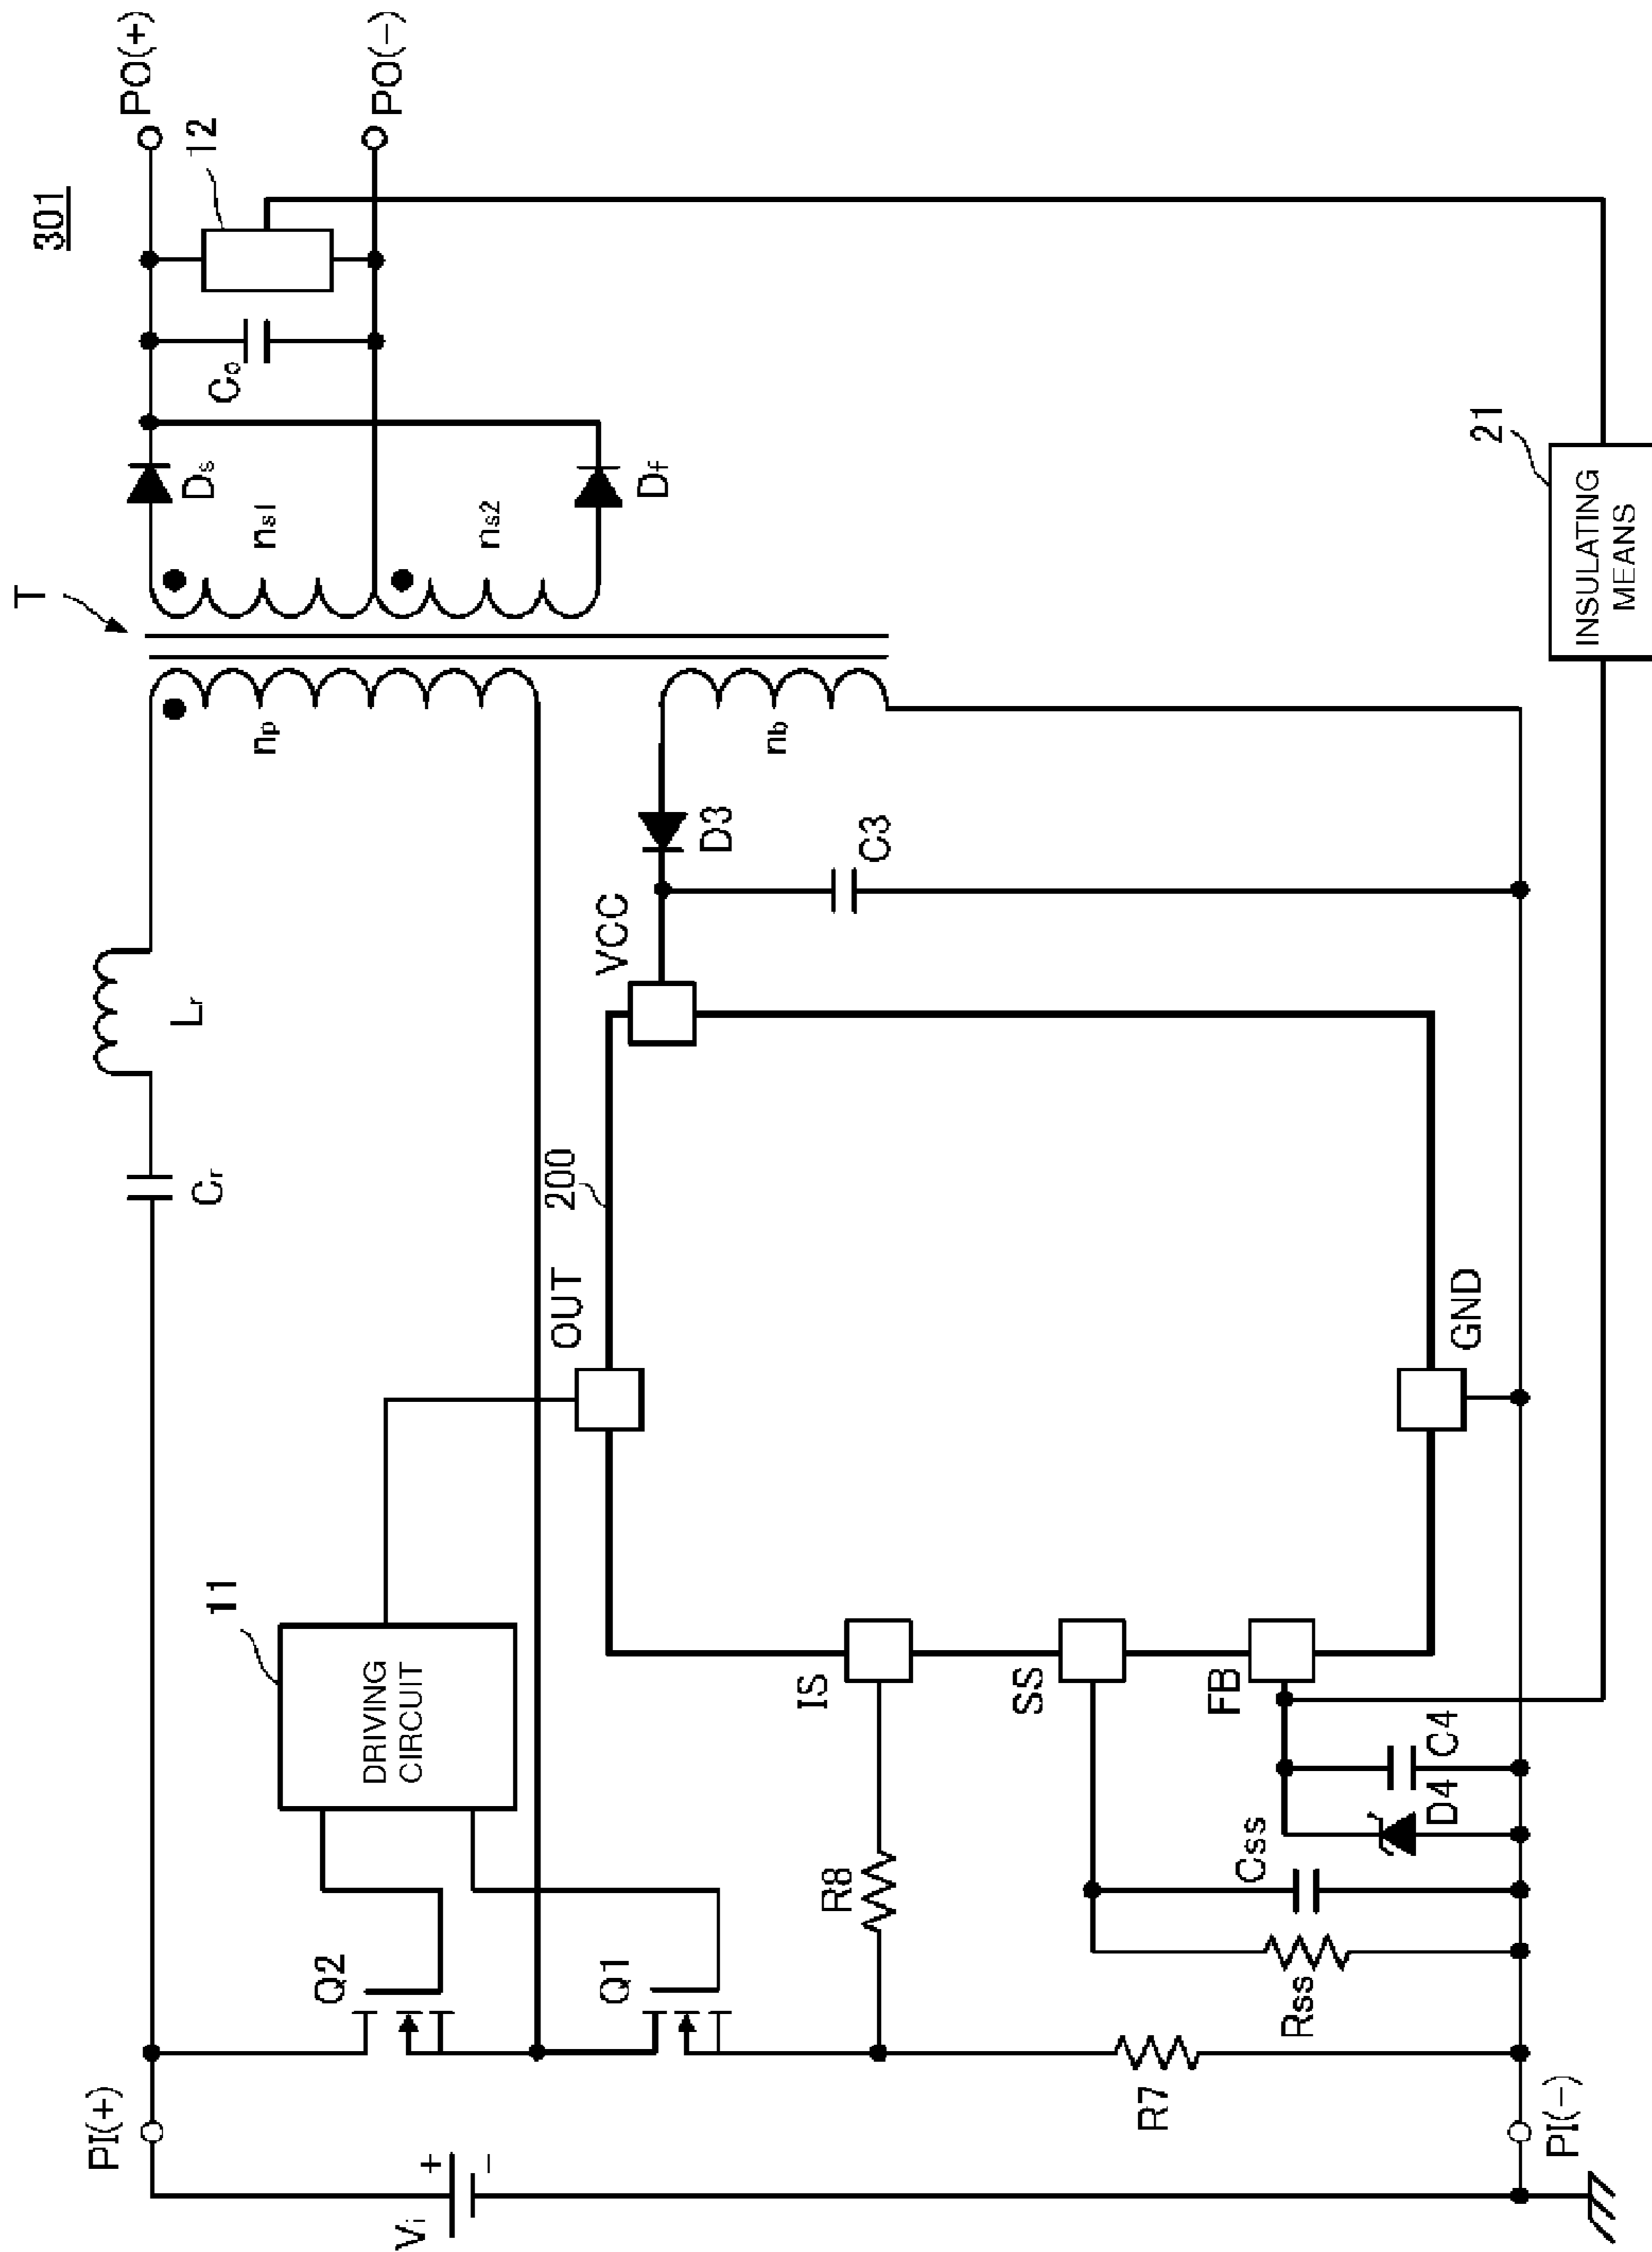 301
T
PO(+)
12
PO(−)
Co
Ds
ns1
ns2
Df
np
nb
Lr
Cr
D3
C3
VCC
200
OUT
GND
11
DRIVING
CIRCUIT
Q2
Q1
IS
SS
FB
R8
C4
D4
Css
Rss
R7
PI(+)
Vi
+
−
PI(−)
21
INSULATING
MEANS